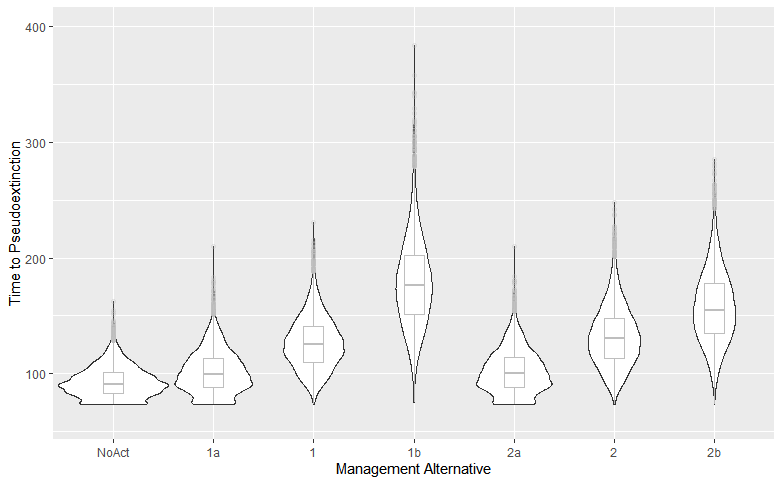 400
300
200
100
Time to Pseudoextinction
NoAct 1a 1 1b 2a 2 2b
Management Alternative